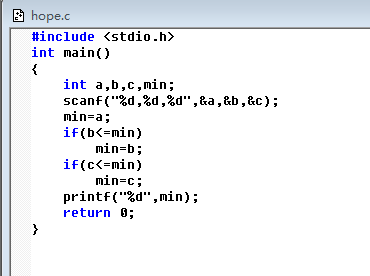 hope.c
#include <stdio.h>
int main()
{
    int a,b,c,min;
    scanf("%d,%d,%d",&a,&b,&c);
    min=a;
    if(b<=min)
        min=b;
    if(c<=min)
        min=c;
    printf("%d",min);
    return 0;
}